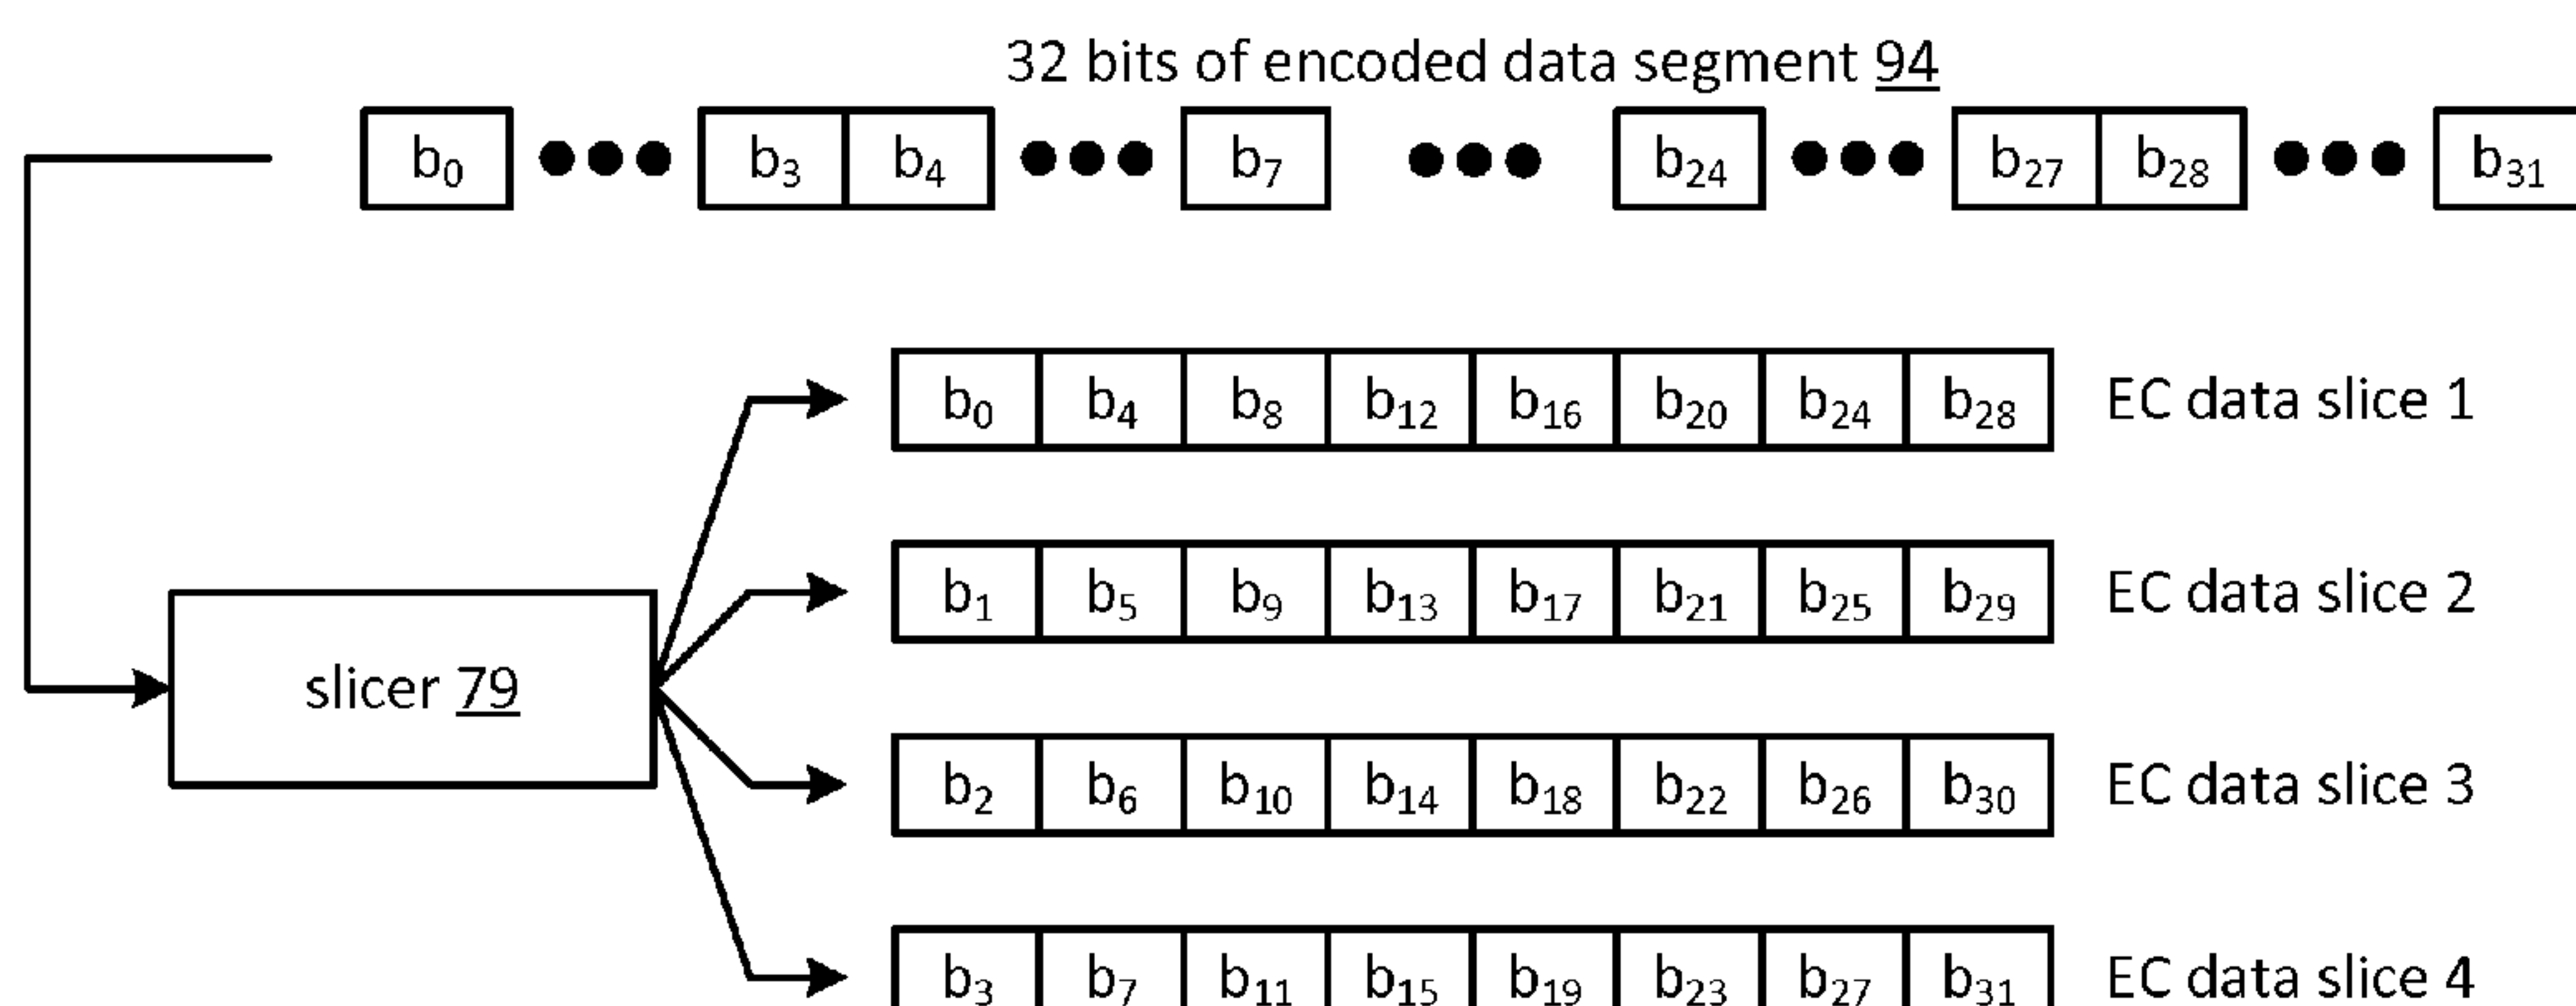 32 bits of encoded data segment 94
b0 ●●● b3 b4 ●●● b7 ●●● b24 ●●● b27 b28 ●●● b31
b0 b4 b8 b12 b16 b20 b24 b28 EC data slice 1
b1 b5 b9 b13 b17 b21 b25 b29 EC data slice 2
slicer 79
b2 b6 b10 b14 b18 b22 b26 b30 EC data slice 3
b3 b7 b11 b15 b19 b23 b27 b31 EC data slice 4